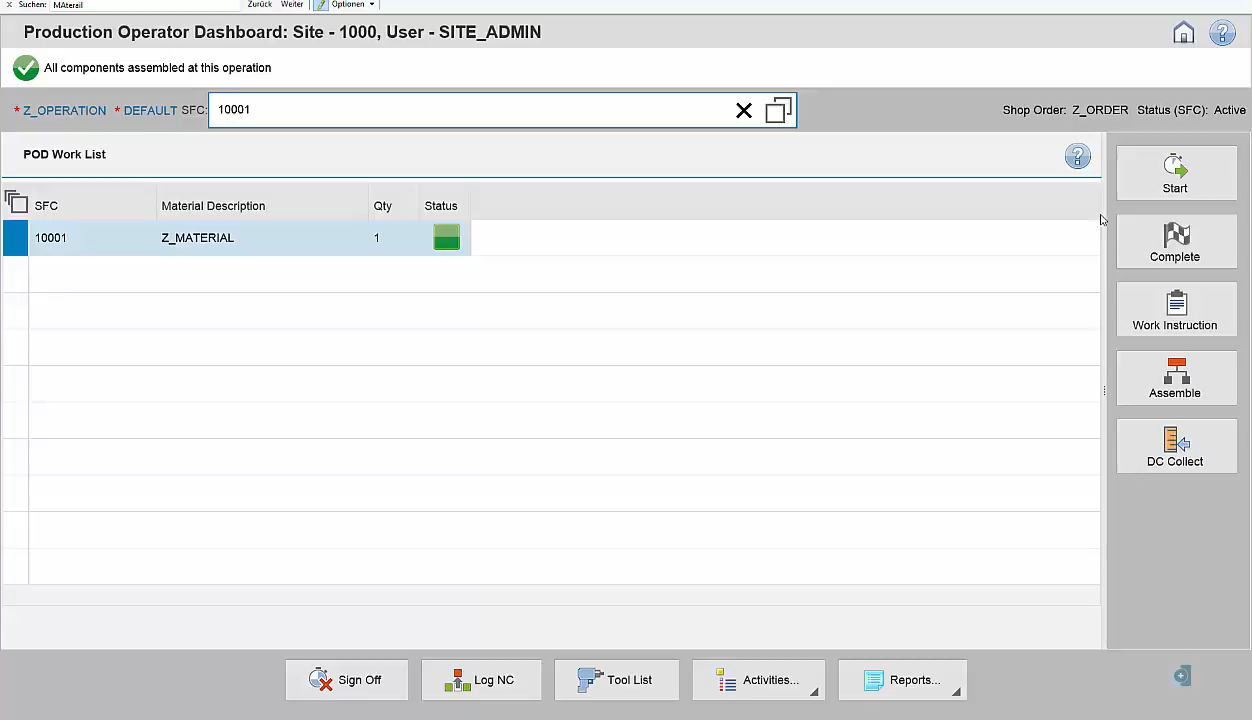 x Suchen: MAterail Zurück Weiter Optionen
Production Operator Dashboard: Site - 1000, User - SITE_ADMIN
All components assembled at this operation
* Z_OPERATION * DEFAULT SFC: 10001 Shop Order: Z_ORDER Status (SFC): Active
POD Work List
SFC Material Description Qty Status
10001 Z_MATERIAL 1
Start
Complete
Work Instruction
Assemble
DC Collect
Sign Off Log NC Tool List Activities... Reports...